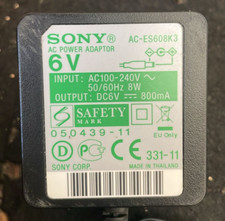 SONY® AC-ES608K3
AC POWER ADAPTOR
6V
INPUT: AC100-240V ~
50/60Hz 8W
OUTPUT: DC6V ⎓ 800mA
SAFETY
MARK
EU Only
050439-11
CE 331-11
SONY CORP. MADE IN THAILAND